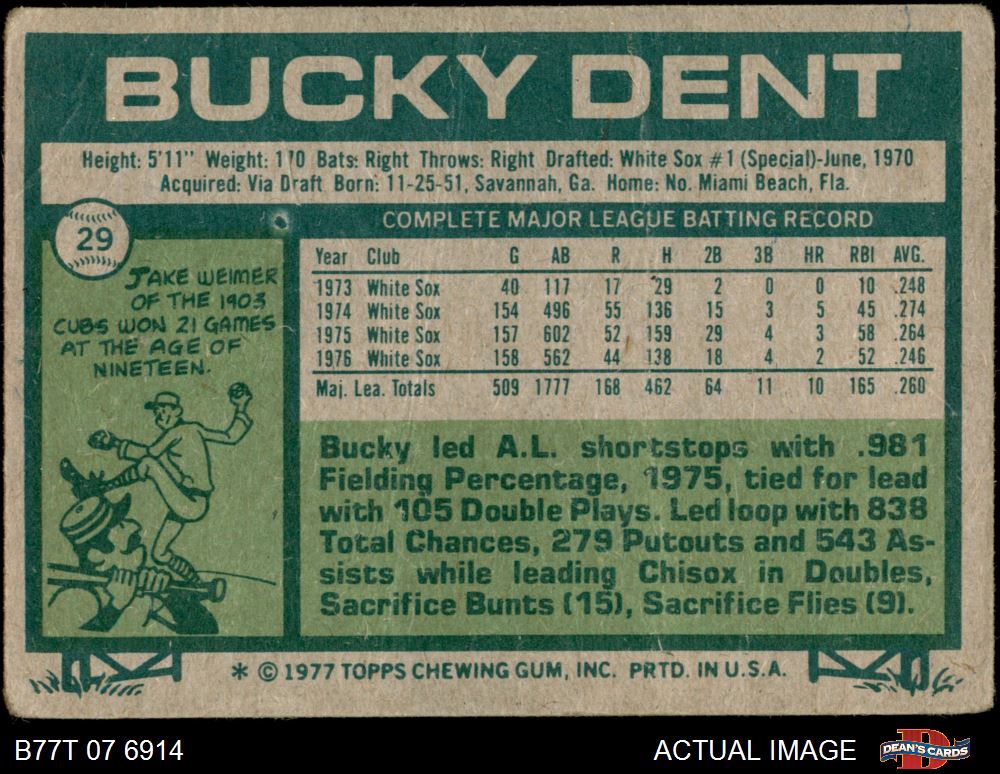 BUCKY DENT
Height: 5'11" Weight: 170 Bats: Right Throws: Right Drafted: White Sox #1 (Special)-June, 1970
Acquired: Via Draft Born: 11-25-51, Savannah, Ga. Home: No. Miami Beach, Fla.
29
JAKE WEIMER
OF THE 1903
CUBS WON 21 GAMES
AT THE AGE OF
NINETEEN.
COMPLETE MAJOR LEAGUE BATTING RECORD
Year Club G AB R H 2B 3B HR RBI AVG.
1973 White Sox 40 117 17 29 2 0 0 10 .248
1974 White Sox 154 496 55 136 15 3 5 45 .274
1975 White Sox 157 602 52 159 29 4 3 58 .264
1976 White Sox 158 562 44 138 18 4 2 52 .246
Maj. Lea. Totals 509 1777 168 462 64 11 10 165 .260
Bucky led A.L. shortstops with .981
Fielding Percentage, 1975, tied for lead
with 105 Double Plays. Led loop with 838
Total Chances, 279 Putouts and 543 As-
sists while leading Chisox in Doubles,
Sacrifice Bunts (15), Sacrifice Flies (9).
* © 1977 TOPPS CHEWING GUM, INC. PRTD. IN U.S.A.
B77T 07 6914
ACTUAL IMAGE
DEAN'S CARDS